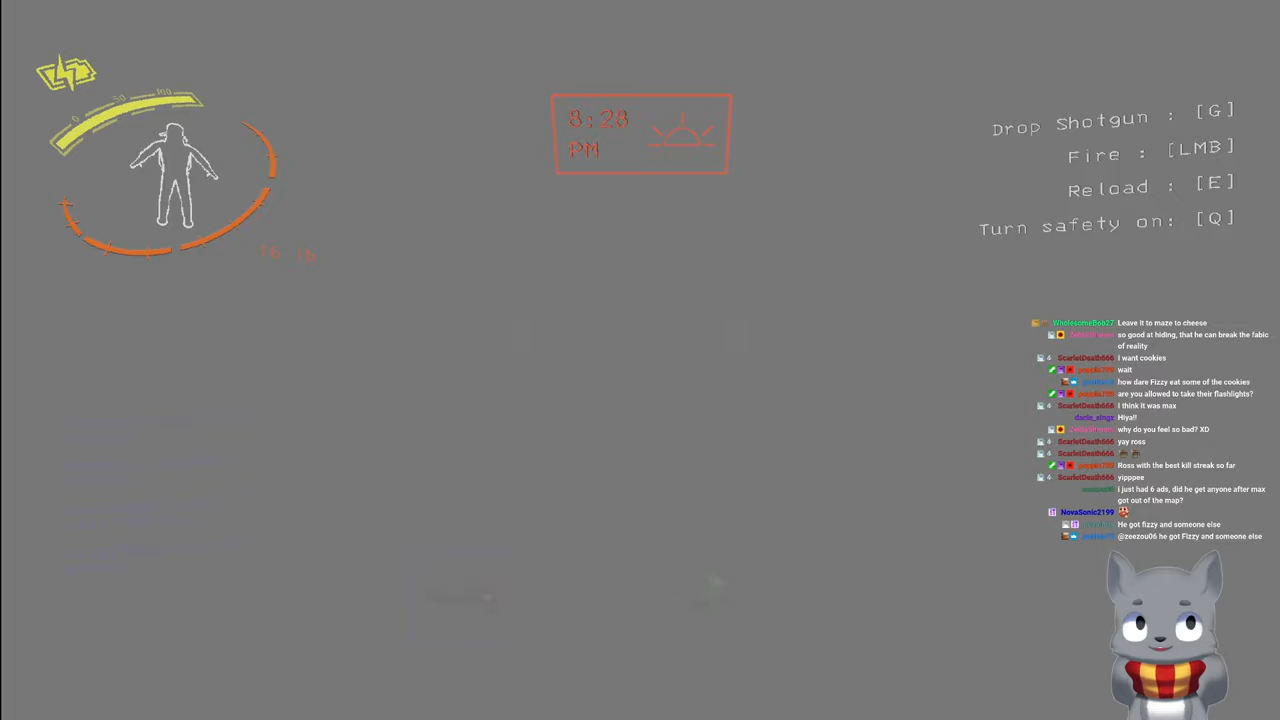 0 50 100
8:28
PM
Drop Shotgun : [G]
Fire : [LMB]
Reload : [E]
Turn safety on: [Q]
WholesomeBob27 Leave it to maze to cheese
so good at hiding, that he can break the fabic
of reality
ScarletDeath666 I want cookies
wait
how dare Fizzy eat some of the cookies
are you allowed to take their flashlights?
ScarletDeath666 I think it was max
Hiya!!
why do you feel so bad? XD
ScarletDeath666 yay ross
ScarletDeath666
Ross with the best kill streak so far
ScarletDeath666 yipppee
i just had 6 ads, did he get anyone after max
got out of the map?
NovaSonic2199
He got fizzy and someone else
@zeezou06 he got Fizzy and someone else